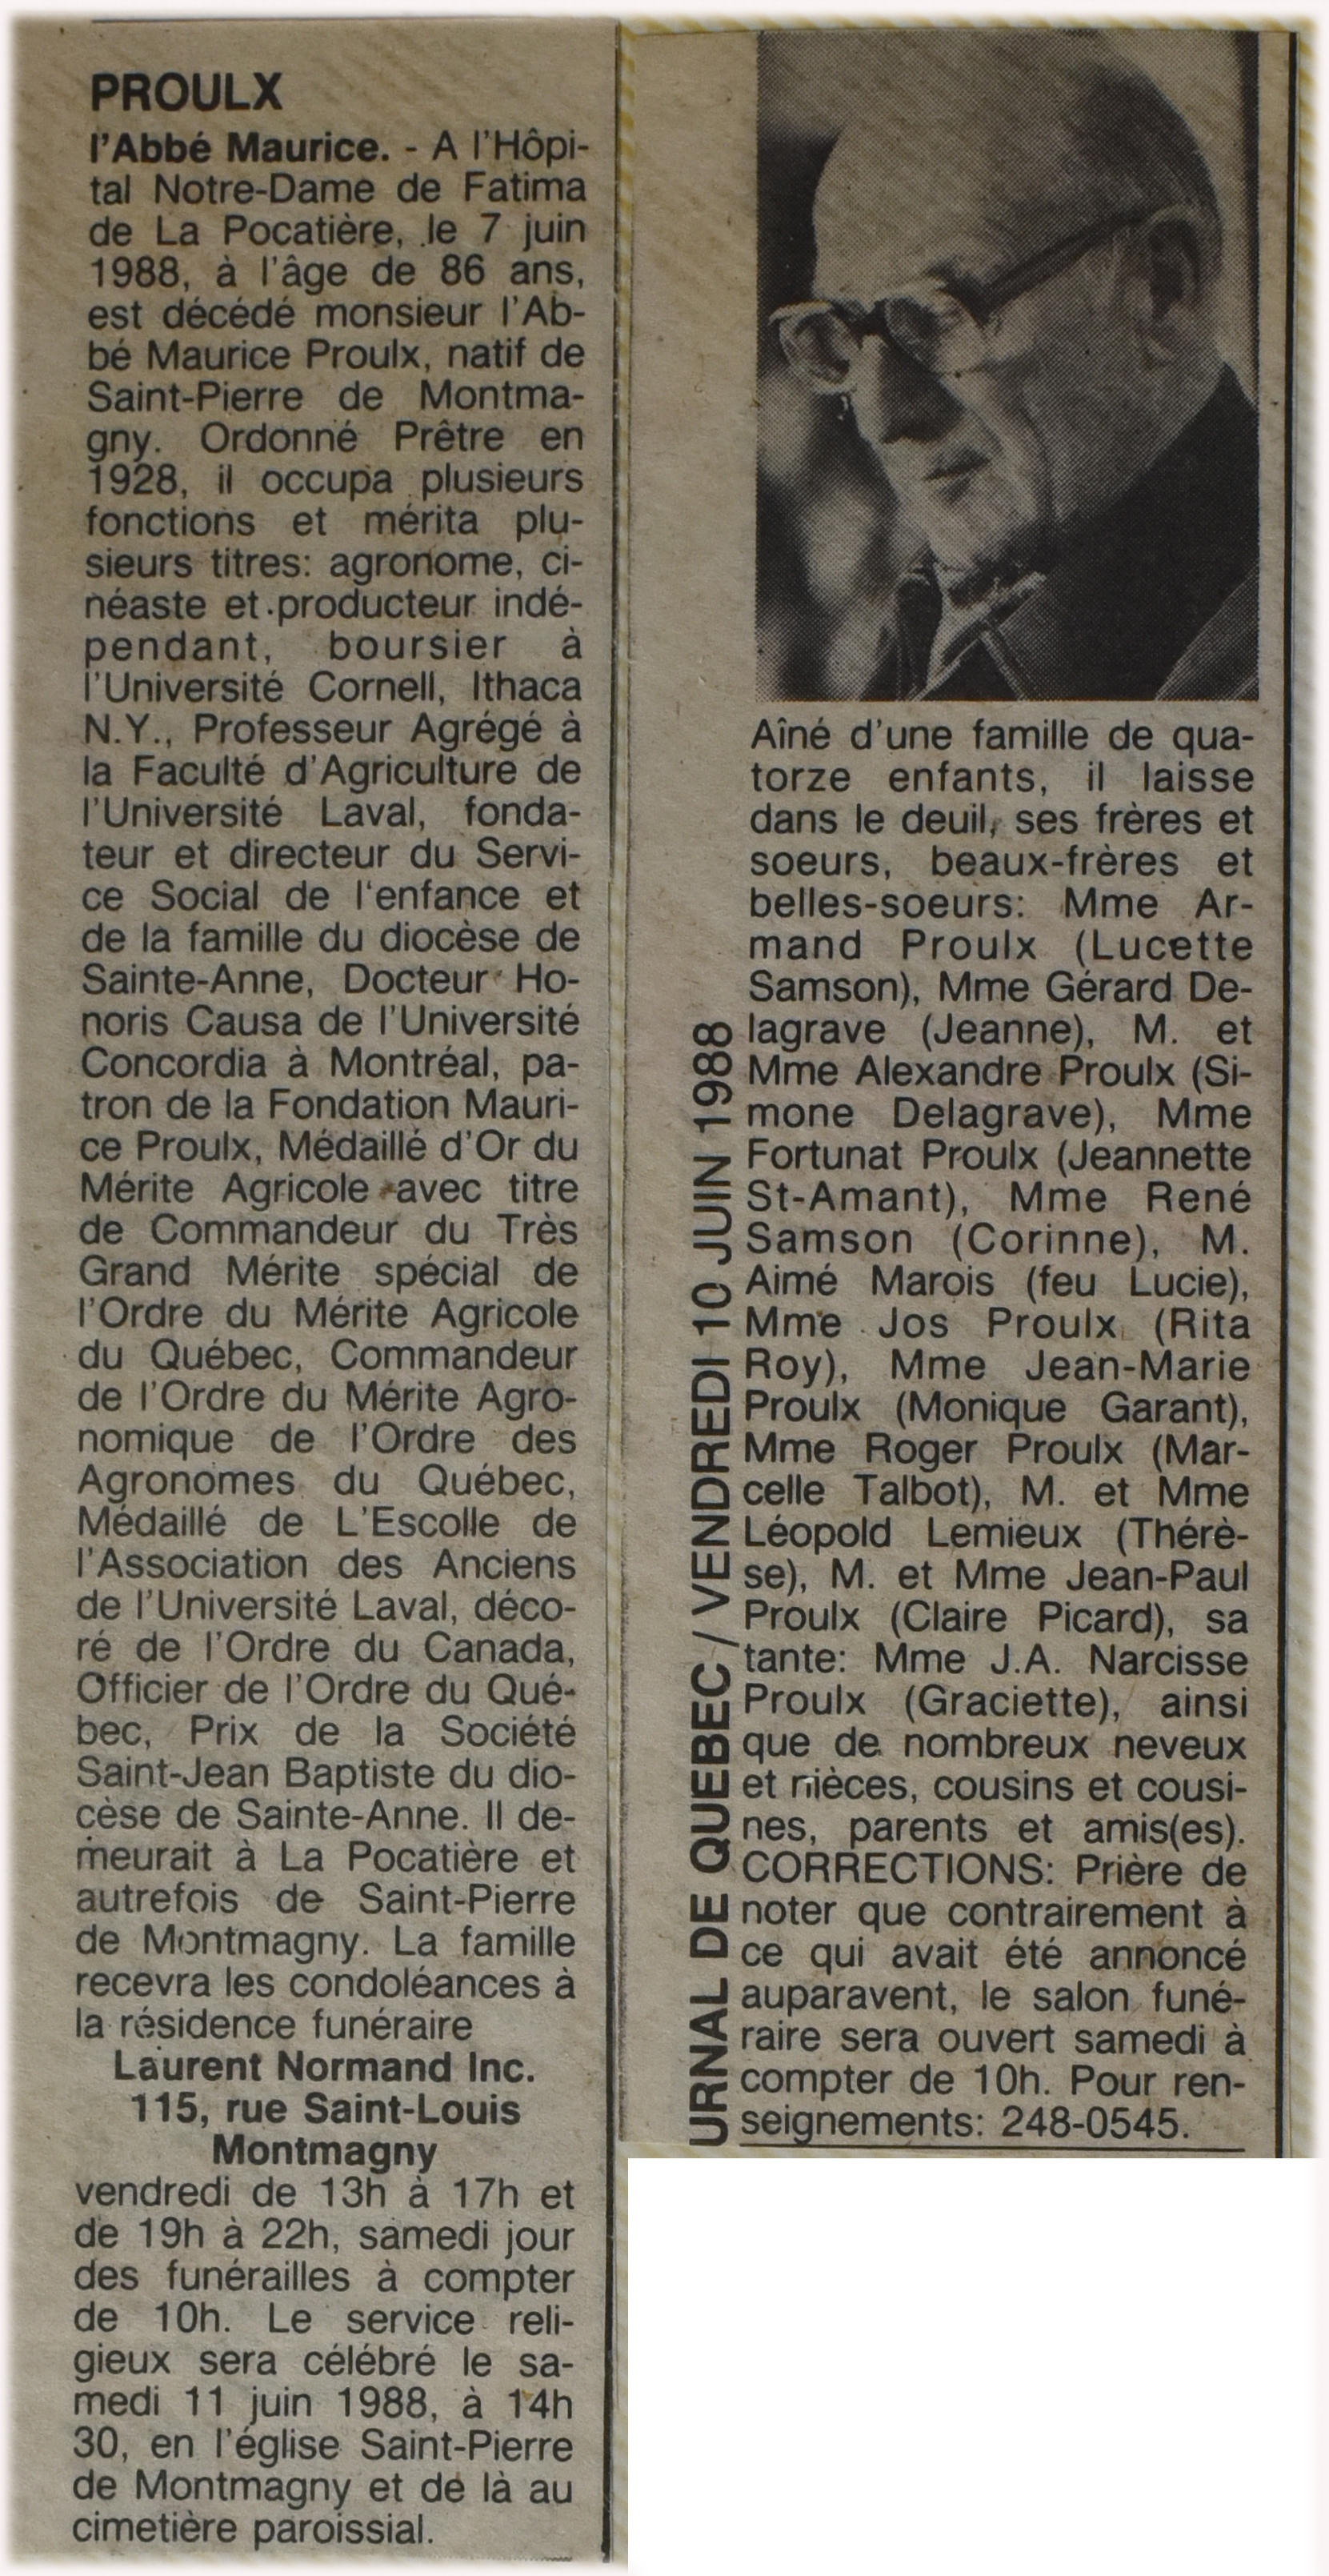 PROULX
l'Abbé Maurice. - A l'Hôpi-
tal Notre-Dame de Fatima
de La Pocatière, le 7 juin
1988, à l'âge de 86 ans,
est décédé monsieur l'Ab-
bé Maurice Proulx, natif de
Saint-Pierre de Montma-
gny. Ordonné Prêtre en
1928, il occupa plusieurs
fonctions et mérita plu-
sieurs titres: agronome, ci-
néaste et producteur indé-
pendant, boursier à
l'Université Cornell, Ithaca
N.Y., Professeur Agrégé à
la Faculté d'Agriculture de
l'Université Laval, fonda-
teur et directeur du Servi-
ce Social de l'enfance et
de la famille du diocèse de
Sainte-Anne, Docteur Ho-
noris Causa de l'Université
Concordia à Montréal, pa-
tron de la Fondation Mauri-
ce Proulx, Médaillé d'Or du
Mérite Agricole avec titre
de Commandeur du Très
Grand Mérite spécial de
l'Ordre du Mérite Agricole
du Québec, Commandeur
de l'Ordre du Mérite Agro-
nomique de l'Ordre des
Agronomes du Québec,
Médaillé de L'Escolle de
l'Association des Anciens
de l'Université Laval, déco-
ré de l'Ordre du Canada,
Officier de l'Ordre du Qué-
bec, Prix de la Société
Saint-Jean Baptiste du dio-
cèse de Sainte-Anne. Il de-
meurait à La Pocatière et
autrefois de Saint-Pierre
de Montmagny. La famille
recevra les condoléances à
la résidence funéraire
Laurent Normand Inc.
115, rue Saint-Louis
Montmagny
vendredi de 13h à 17h et
de 19h à 22h, samedi jour
des funérailles à compter
de 10h. Le service reli-
gieux sera célébré le sa-
medi 11 juin 1988, à 14h
30, en l'église Saint-Pierre
de Montmagny et de là au
cimetière paroissial.
Aîné d'une famille de qua-
torze enfants, il laisse
dans le deuil, ses frères et
soeurs, beaux-frères et
belles-soeurs: Mme Ar-
mand Proulx (Lucette
Samson), Mme Gérard De-
lagrave (Jeanne), M. et
Mme Alexandre Proulx (Si-
mone Delagrave), Mme
Fortunat Proulx (Jeannette
St-Amant), Mme René
Samson (Corinne), M.
Aimé Marois (feu Lucie),
Mme Jos Proulx (Rita
Roy), Mme Jean-Marie
Proulx (Monique Garant),
Mme Roger Proulx (Mar-
celle Talbot), M. et Mme
Léopold Lemieux (Thérè-
se), M. et Mme Jean-Paul
Proulx (Claire Picard), sa
tante: Mme J.A. Narcisse
Proulx (Graciette), ainsi
que de nombreux neveux
et nièces, cousins et cousi-
nes, parents et amis(es).
CORRECTIONS: Prière de
noter que contrairement à
ce qui avait été annoncé
auparavent, le salon funé-
raire sera ouvert samedi à
compter de 10h. Pour ren-
seignements: 248-0545.
URNAL DE QUEBEC / VENDREDI 10 JUIN 1988